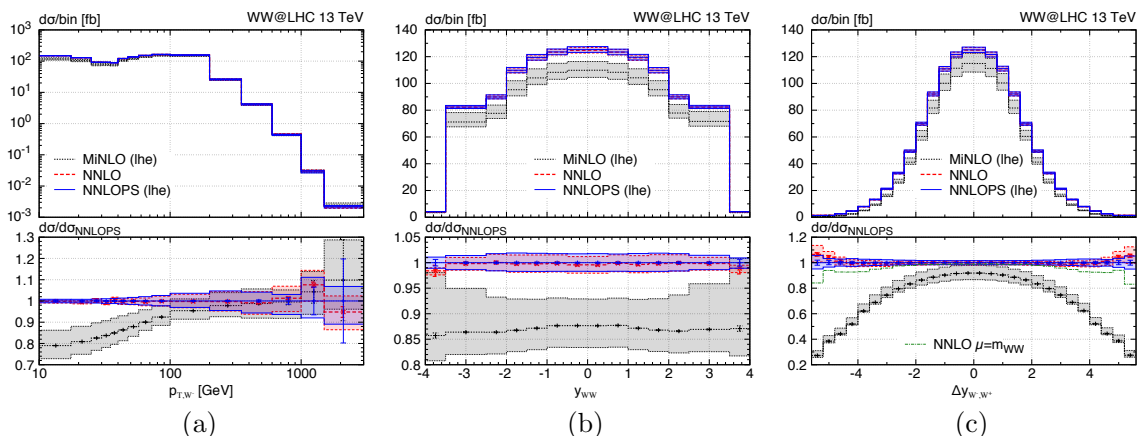 dσ/bin [fb] WW@LHC 13 TeV
10⁵
10⁴
10³
10²
10¹
10⁰
10⁻¹
10⁻²
10⁻³
MiNLO (lhe)
NNLO
NNLOPS (lhe)
dσ/dσNNLOPS
1.3
1.2
1.1
1
0.9
0.8
0.7
10 100 1000
pT,W⁻ [GeV]
(a)
dσ/bin [fb] WW@LHC 13 TeV
140
120
100
80
60
40
20
0
MiNLO (lhe)
NNLO
NNLOPS (lhe)
dσ/dσNNLOPS
1.05
1
0.95
0.9
0.85
0.8
-4 -3 -2 -1 0 1 2 3 4
yWW
(b)
dσ/bin [fb] WW@LHC 13 TeV
140
120
100
80
60
40
20
0
MiNLO (lhe)
NNLO
NNLOPS (lhe)
dσ/dσNNLOPS
1.2
1
0.8
0.6
0.4
0.2
NNLO μ=mWW
-4 -2 0 2 4
ΔyW⁻,W⁺
(c)